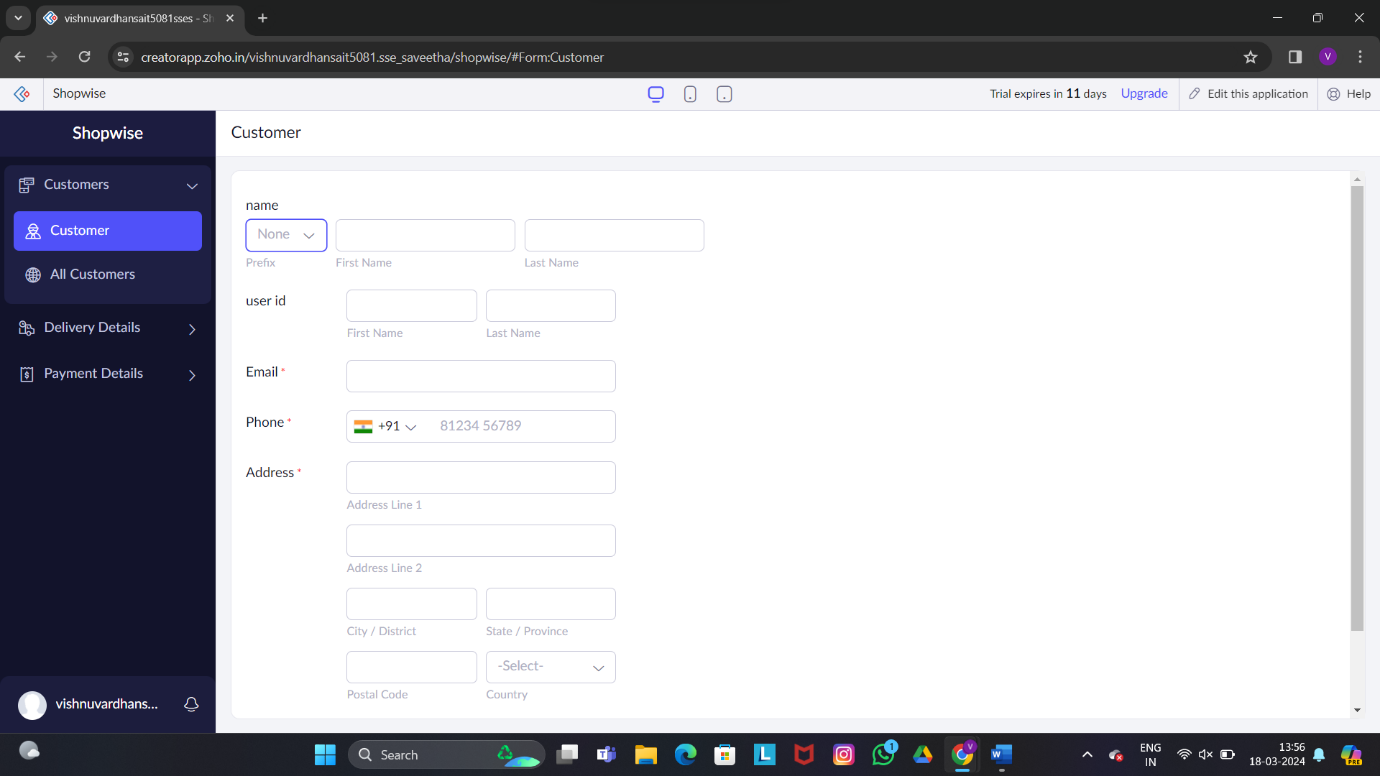 vishnuvardhansait5081sses - Sh
creatorapp.zoho.in/vishnuvardhansait5081.sse_saveetha/shopwise/#Form:Customer
V
Shopwise
Trial expires in 11 days Upgrade Edit this application Help
Shopwise
Customer
Customers
Customer
All Customers
Delivery Details
Payment Details
vishnuvardhans...
name
None
Prefix First Name Last Name
user id
First Name Last Name
Email *
Phone * +91 81234 56789
Address *
Address Line 1
Address Line 2
City / District State / Province
-Select-
Postal Code Country
Search
L
1
V
W
ENG
IN
13:56
18-03-2024
PRE